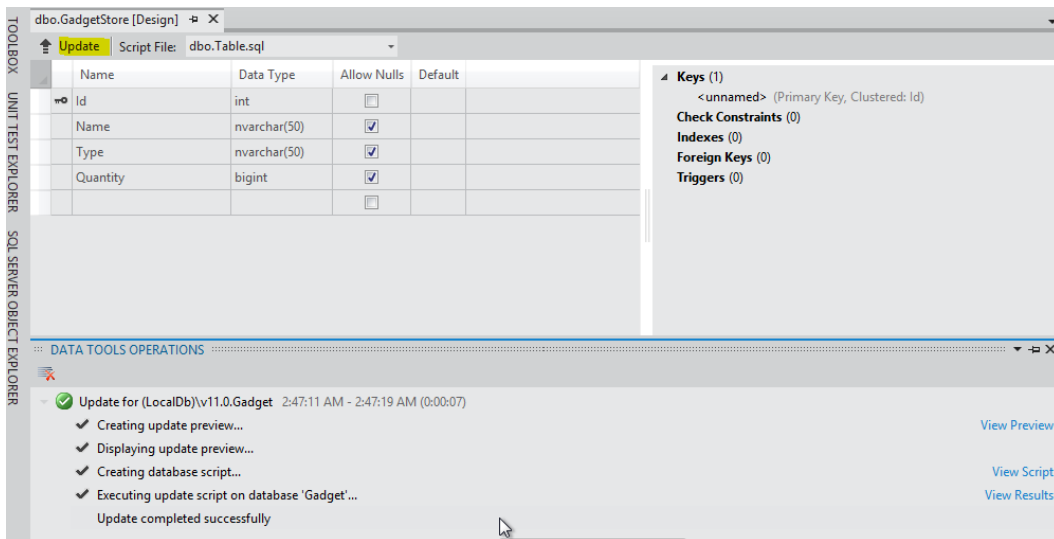 TOOLBOX
UNIT TEST EXPLORER
SQL SERVER OBJECT EXPLORER
dbo.GadgetStore [Design]
Update Script File: dbo.Table.sql
Name Data Type Allow Nulls Default
Id int
Name nvarchar(50)
Type nvarchar(50)
Quantity bigint
Keys (1)
<unnamed> (Primary Key, Clustered: Id)
Check Constraints (0)
Indexes (0)
Foreign Keys (0)
Triggers (0)
DATA TOOLS OPERATIONS
Update for (LocalDb)\v11.0.Gadget 2:47:11 AM - 2:47:19 AM (0:00:07)
Creating update preview... View Preview
Displaying update preview...
Creating database script... View Script
Executing update script on database 'Gadget'... View Results
Update completed successfully